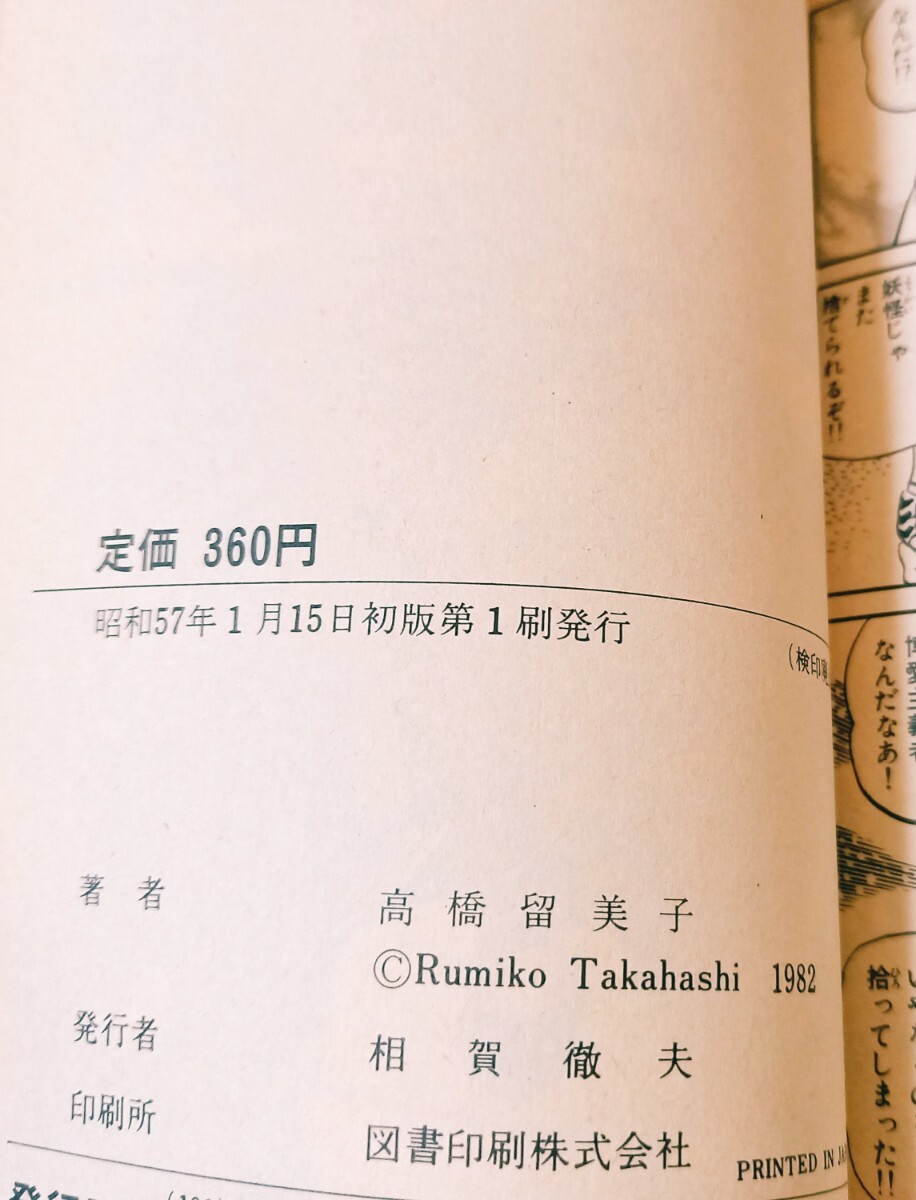 定価 360円
昭和57年1月15日初版第1刷発行
(検印
著者 高橋留美子
©Rumiko Takahashi 1982
発行者 相賀徹夫
印刷所 図書印刷株式会社
PRINTED IN JA
なんだ!?
妖怪じゃ
また
捨てられるぞ!!
なんだなあ!
拾ってしまった!!